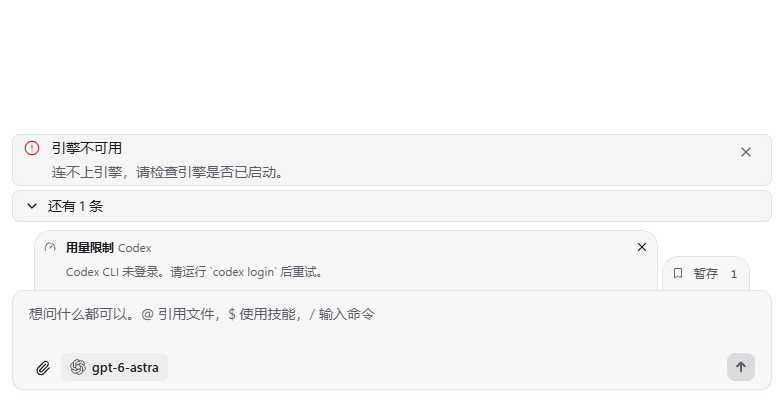 引擎不可用
连不上引擎，请检查引擎是否已启动。
还有 1 条
用量限制 Codex
Codex CLI 未登录。请运行 `codex login` 后重试。
暂存 1
想问什么都可以。@ 引用文件，$ 使用技能，/ 输入命令
gpt-6-astra